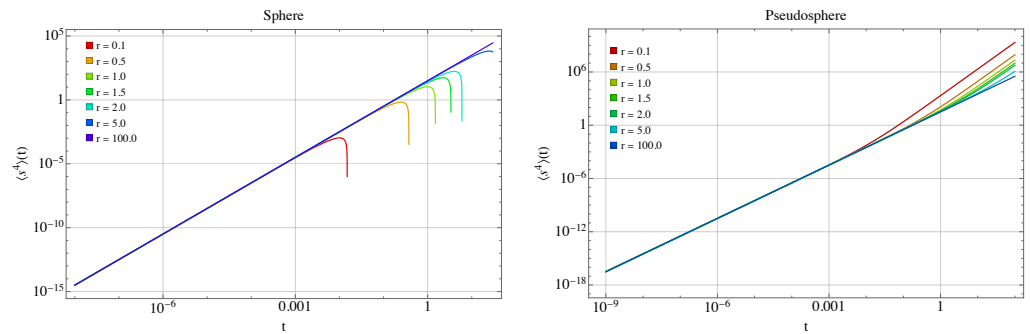 Sphere
10^5
1
10^-5
10^-10
10^-15
⟨s^4⟩(t)
r = 0.1
r = 0.5
r = 1.0
r = 1.5
r = 2.0
r = 5.0
r = 100.0
10^-6
0.001
1
t
Pseudosphere
10^6
1
10^-6
10^-12
10^-18
⟨s^4⟩(t)
r = 0.1
r = 0.5
r = 1.0
r = 1.5
r = 2.0
r = 5.0
r = 100.0
10^-9
10^-6
0.001
1
t